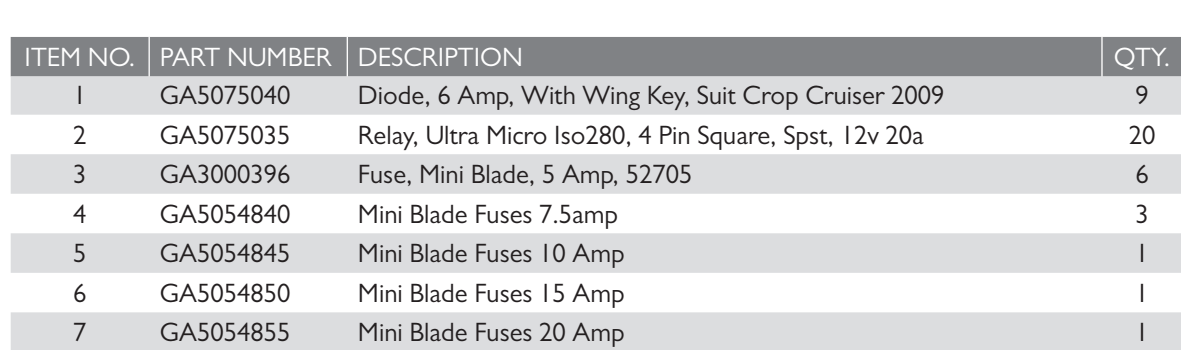 ITEM NO. PART NUMBER DESCRIPTION QTY.
1 GA5075040 Diode, 6 Amp, With Wing Key, Suit Crop Cruiser 2009 9
2 GA5075035 Relay, Ultra Micro Iso280, 4 Pin Square, Spst, 12v 20a 20
3 GA3000396 Fuse, Mini Blade, 5 Amp, 52705 6
4 GA5054840 Mini Blade Fuses 7.5amp 3
5 GA5054845 Mini Blade Fuses 10 Amp 1
6 GA5054850 Mini Blade Fuses 15 Amp 1
7 GA5054855 Mini Blade Fuses 20 Amp 1